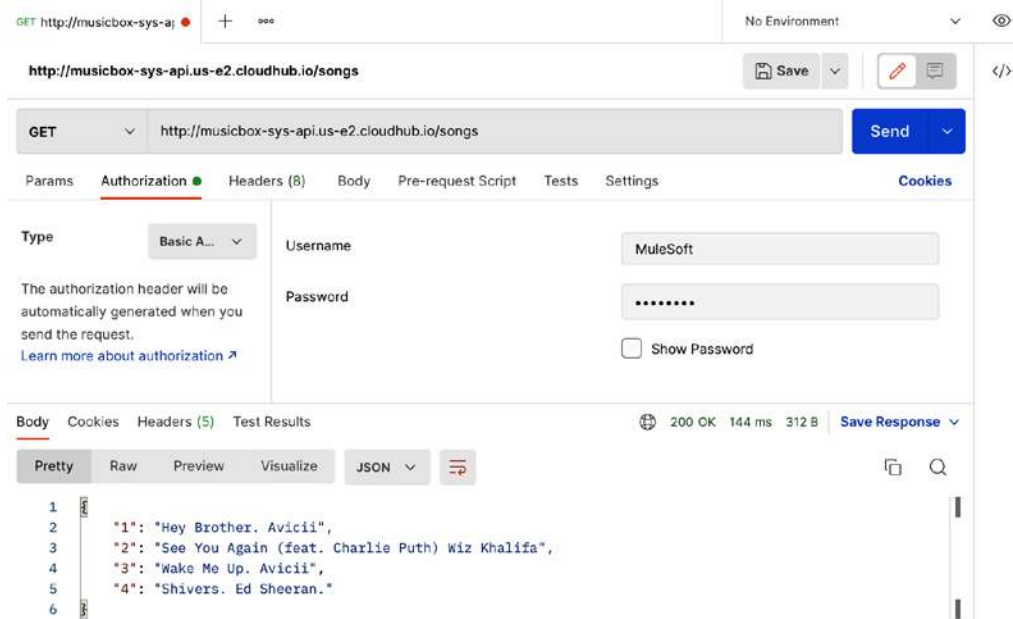 GET http://musicbox-sys-a No Environment
http://musicbox-sys-api.us-e2.cloudhub.io/songs Save
GET http://musicbox-sys-api.us-e2.cloudhub.io/songs Send
Params Authorization Headers (8) Body Pre-request Script Tests Settings Cookies
Type Basic A... Username MuleSoft
The authorization header will be
automatically generated when you
send the request.
Learn more about authorization ↗
Password ••••••••
Show Password
Body Cookies Headers (5) Test Results 200 OK 144 ms 312 B Save Response
Pretty Raw Preview Visualize JSON
1 {
2 "1": "Hey Brother. Avicii",
3 "2": "See You Again (feat. Charlie Puth) Wiz Khalifa",
4 "3": "Wake Me Up. Avicii",
5 "4": "Shivers. Ed Sheeran."
6 }